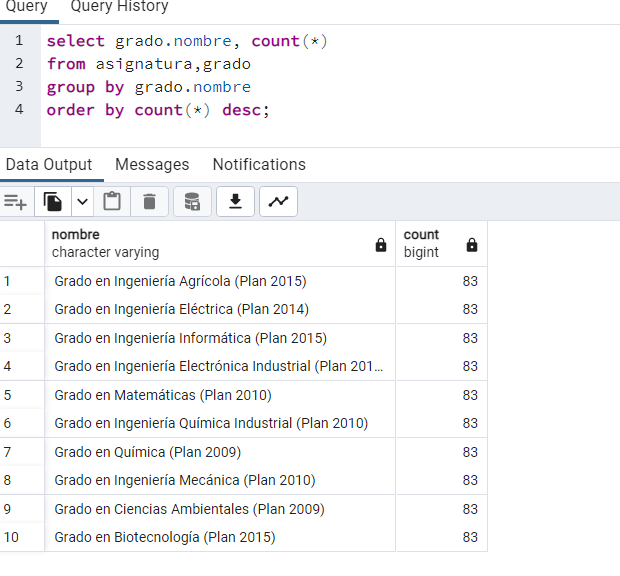 Query Query History
1 select grado.nombre, count(*)
2 from asignatura,grado
3 group by grado.nombre
4 order by count(*) desc;
Data Output Messages Notifications
nombre count
character varying bigint
1 Grado en Ingeniería Agrícola (Plan 2015) 83
2 Grado en Ingeniería Eléctrica (Plan 2014) 83
3 Grado en Ingeniería Informática (Plan 2015) 83
4 Grado en Ingeniería Electrónica Industrial (Plan 201... 83
5 Grado en Matemáticas (Plan 2010) 83
6 Grado en Ingeniería Química Industrial (Plan 2010) 83
7 Grado en Química (Plan 2009) 83
8 Grado en Ingeniería Mecánica (Plan 2010) 83
9 Grado en Ciencias Ambientales (Plan 2009) 83
10 Grado en Biotecnología (Plan 2015) 83